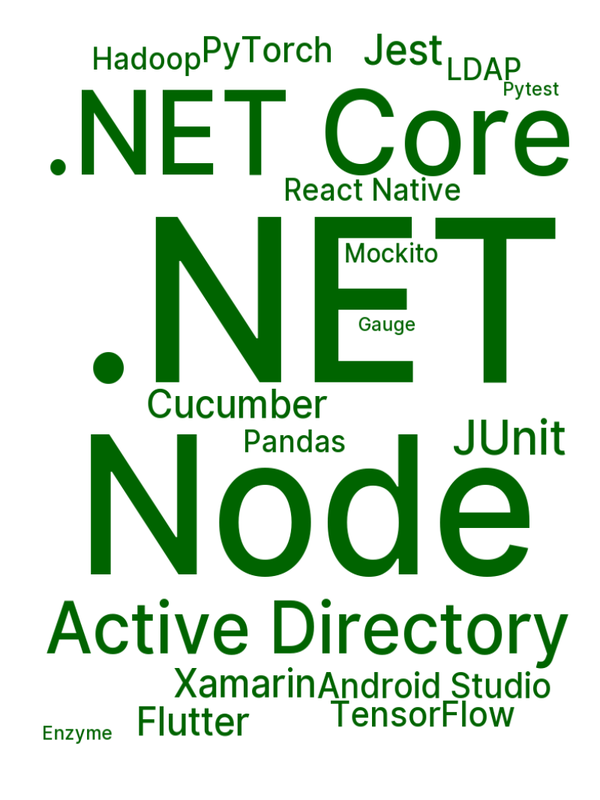 Hadoop
PyTorch
Jest
LDAP
Pytest
.NET Core
React Native
.NET
Mockito
Gauge
Cucumber
Pandas
JUnit
Node
Active Directory
Xamarin
Android Studio
Flutter
TensorFlow
Enzyme